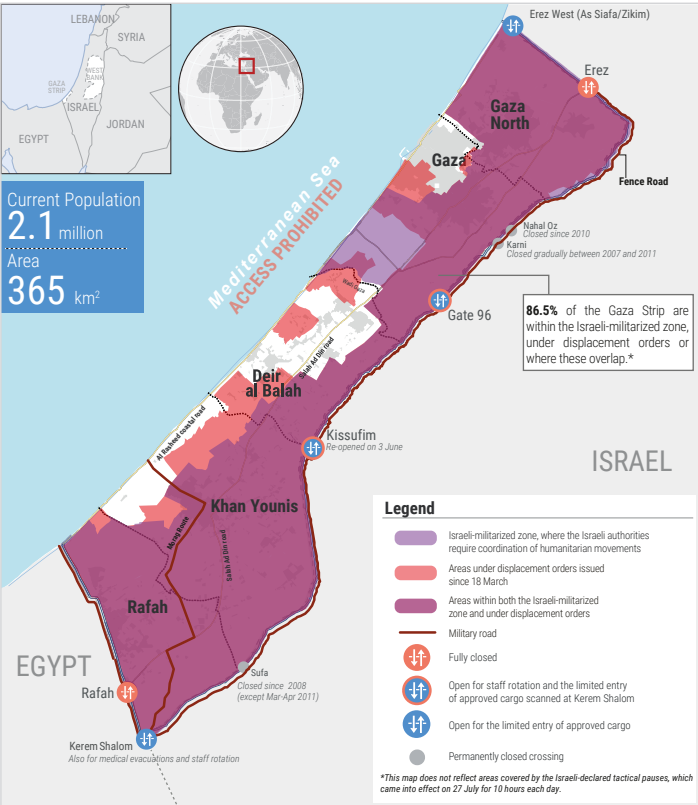 LEBANON
SYRIA
WEST
BANK
GAZA
STRIP
ISRAEL
JORDAN
EGYPT
Erez West (As Siafa/Zikim)
Erez
Gaza
North
Gaza
Fence Road
Current Population
2.1 million
Area
365 km²
Mediterranean Sea
ACCESS PROHIBITED
Nahal Oz
Closed since 2010
Karni
Closed gradually between 2007 and 2011
Wadi Gaza
Gate 96
86.5% of the Gaza Strip are
within the Israeli-militarized zone,
under displacement orders or
where these overlap.*
Salah Ad Din road
Deir
al Balah
Al Rasheed coastal road
Kissufim
Re-opened on 3 June
ISRAEL
Khan Younis
Morag Route
Salah Ad Din road
Rafah
EGYPT
Sufa
Closed since 2008
(except Mar-Apr 2011)
Rafah
Kerem Shalom
Also for medical evacuations and staff rotation
Legend
Israeli-militarized zone, where the Israeli authorities
require coordination of humanitarian movements
Areas under displacement orders issued
since 18 March
Areas within both the Israeli-militarized
zone and under displacement orders
Military road
Fully closed
Open for staff rotation and the limited entry
of approved cargo scanned at Kerem Shalom
Open for the limited entry of approved cargo
Permanently closed crossing
*This map does not reflect areas covered by the Israeli-declared tactical pauses, which
came into effect on 27 July for 10 hours each day.